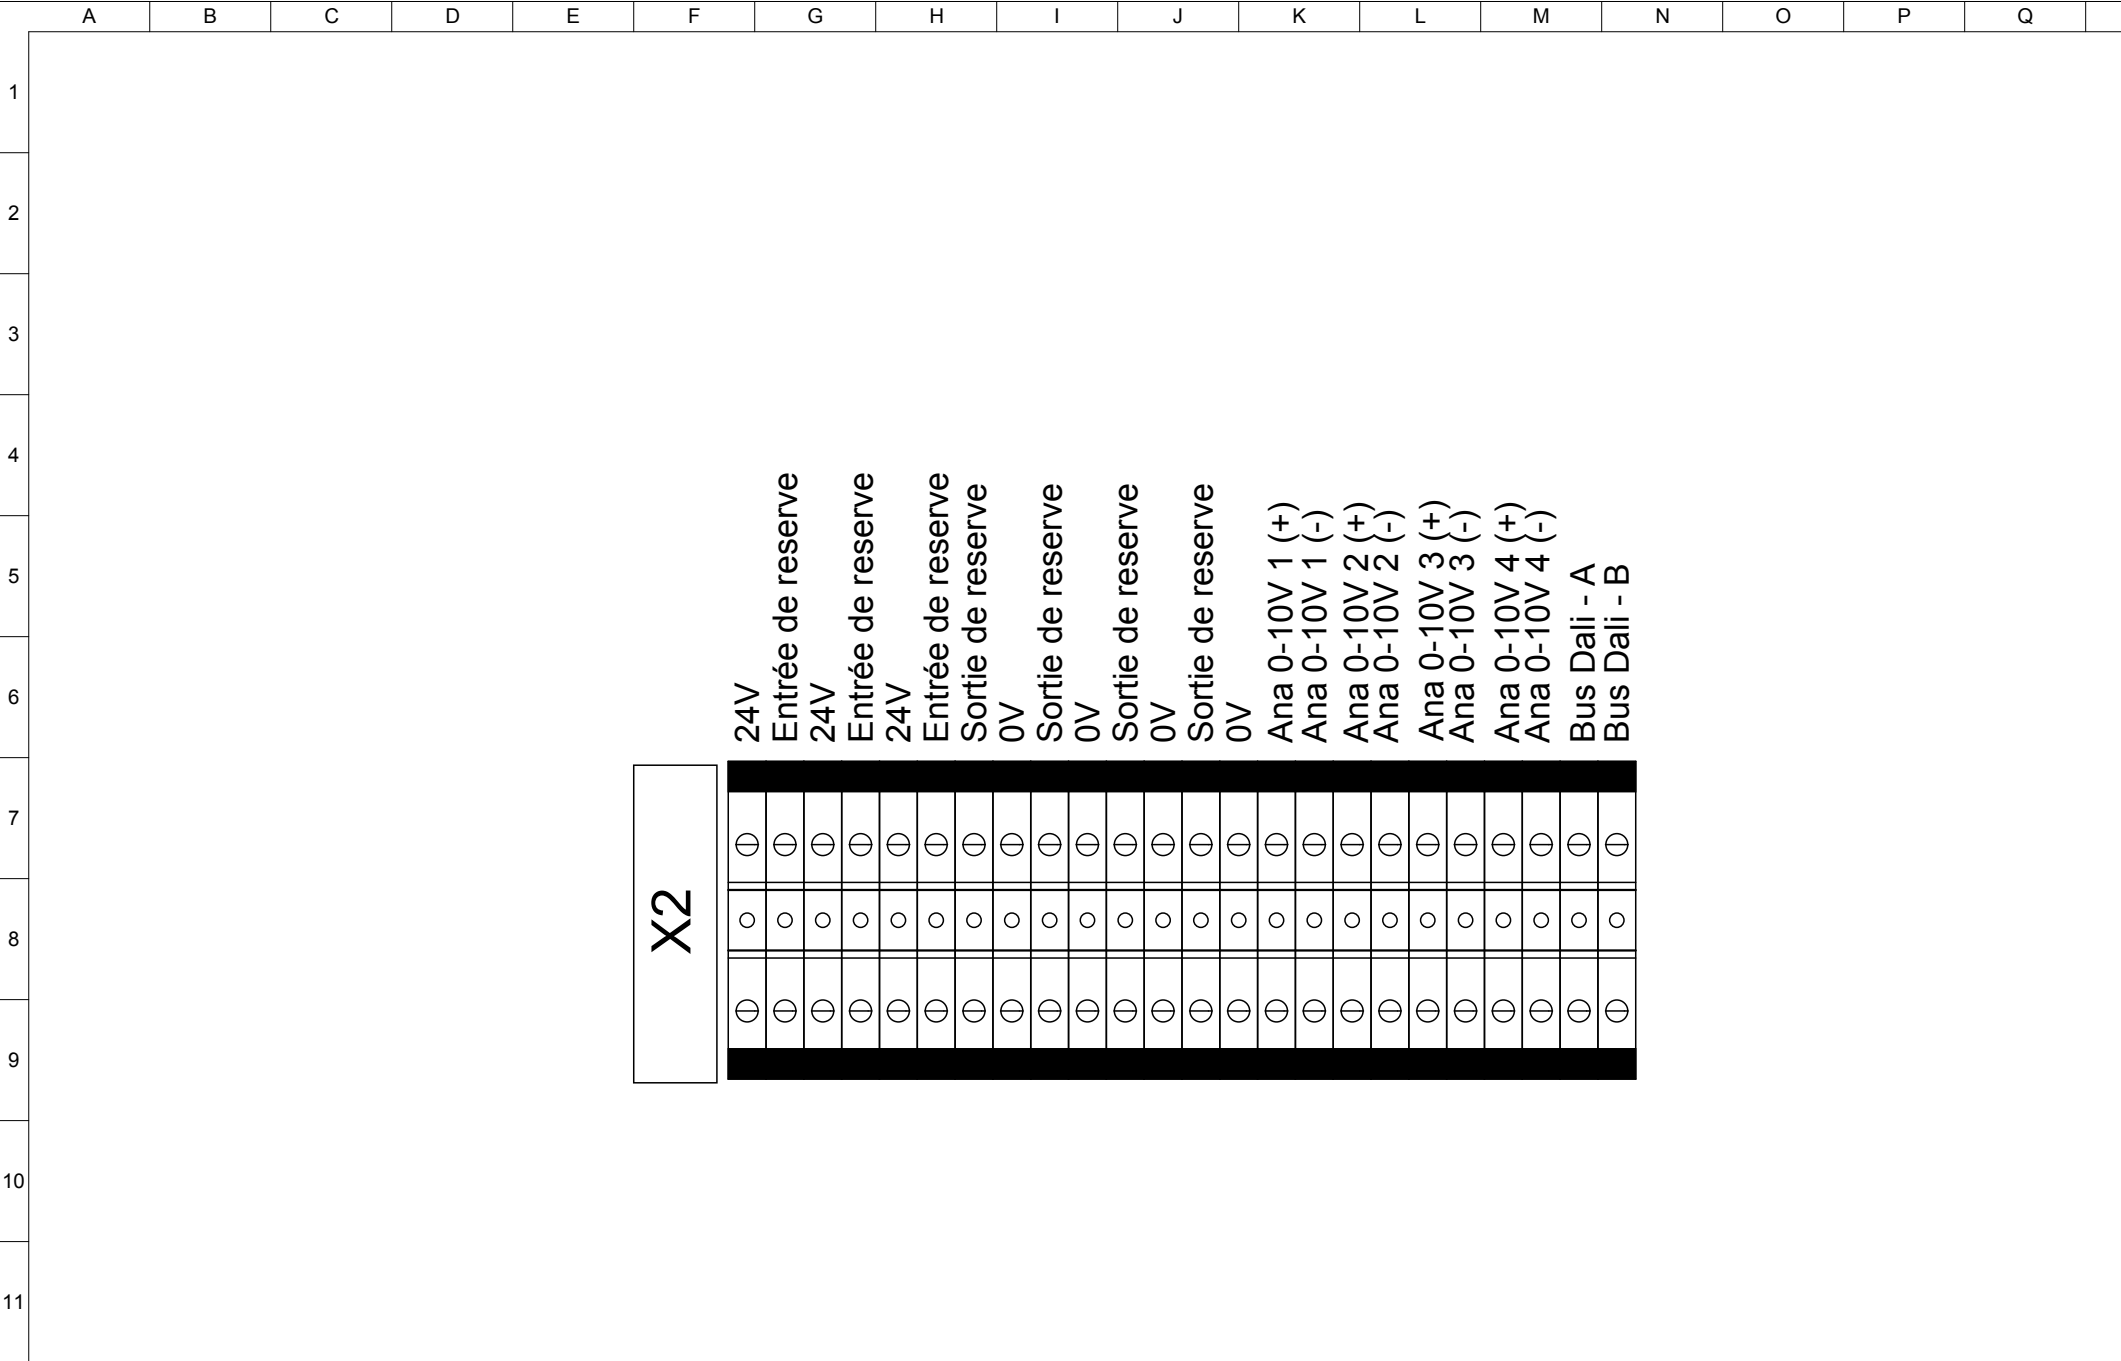 A B C D E F G H I J K L M N O P Q
1
2
3
4
5
6
7
8
9
10
11
24V
Entrée de reserve
24V
Entrée de reserve
24V
Entrée de reserve
Sortie de reserve
0V
Sortie de reserve
0V
Sortie de reserve
0V
Sortie de reserve
0V
Ana 0-10V 1 (+)
Ana 0-10V 1 (-)
Ana 0-10V 2 (+)
Ana 0-10V 2 (-)
Ana 0-10V 3 (+)
Ana 0-10V 3 (-)
Ana 0-10V 4 (+)
Ana 0-10V 4 (-)
Bus Dali - A
Bus Dali - B
X2